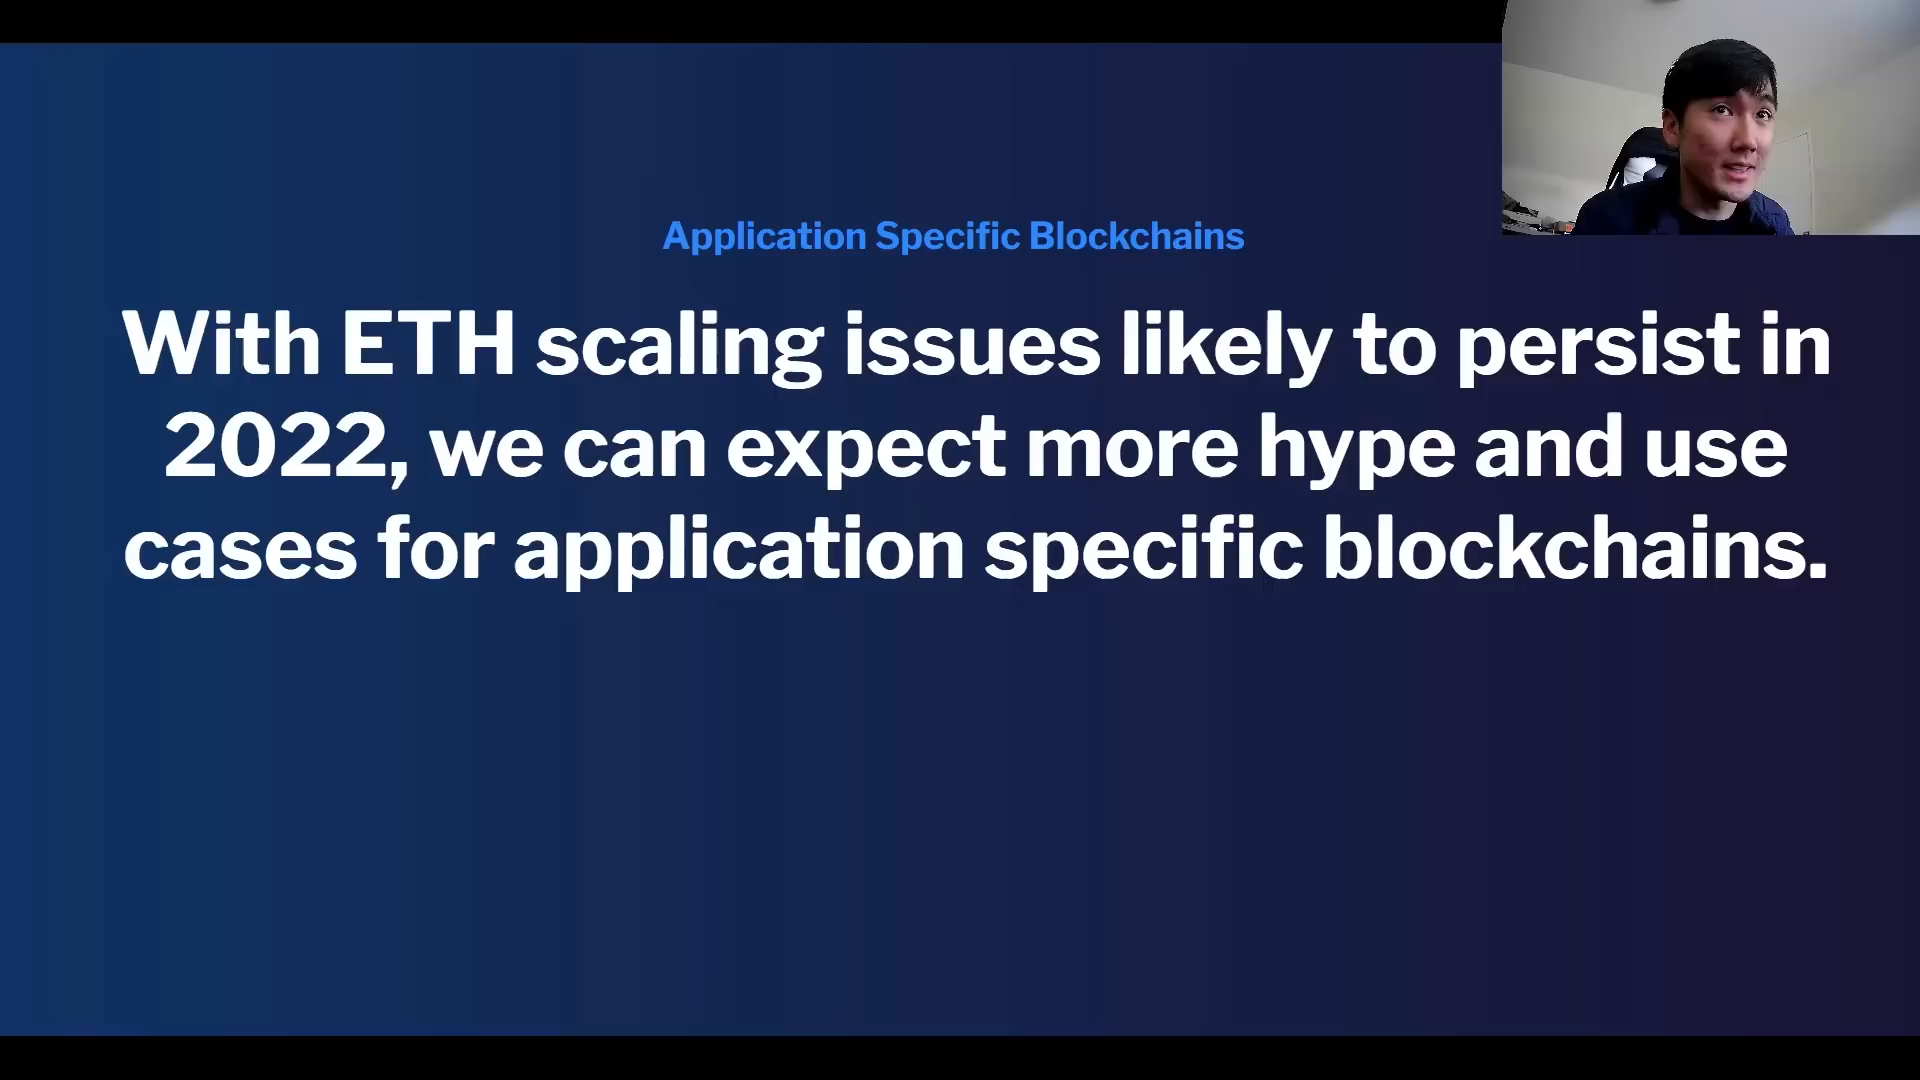 Application Specific Blockchains
With ETH scaling issues likely to persist in
2022, we can expect more hype and use
cases for application specific blockchains.